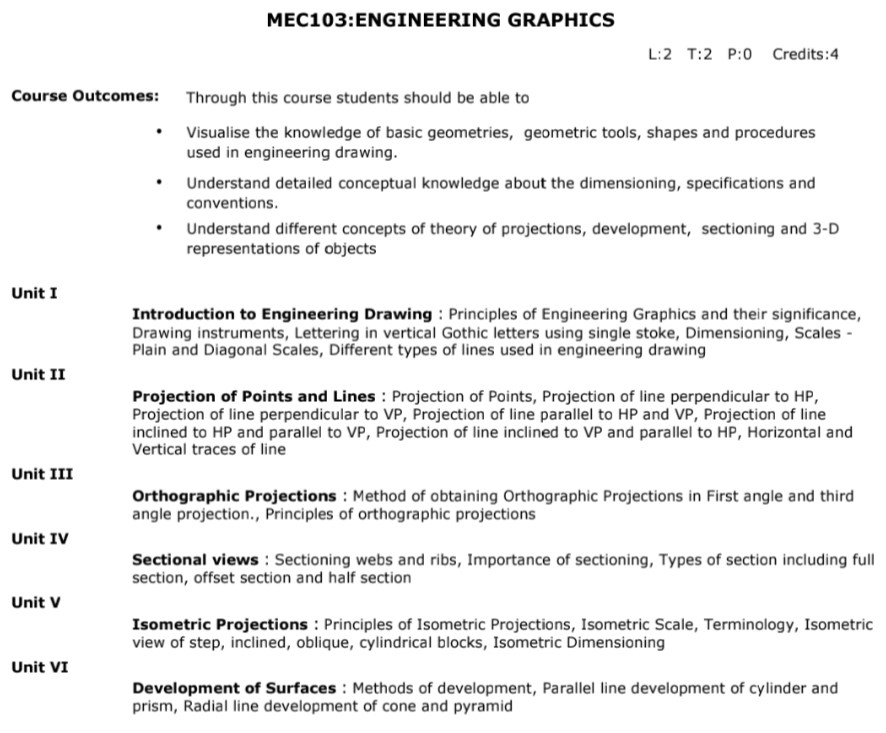 MEC103:ENGINEERING GRAPHICS
L:2 T:2 P:0 Credits:4
Course Outcomes: Through this course students should be able to
• Visualise the knowledge of basic geometries, geometric tools, shapes and procedures
used in engineering drawing.
• Understand detailed conceptual knowledge about the dimensioning, specifications and
conventions.
• Understand different concepts of theory of projections, development, sectioning and 3-D
representations of objects
Unit I
Introduction to Engineering Drawing : Principles of Engineering Graphics and their significance,
Drawing instruments, Lettering in vertical Gothic letters using single stoke, Dimensioning, Scales -
Plain and Diagonal Scales, Different types of lines used in engineering drawing
Unit II
Projection of Points and Lines : Projection of Points, Projection of line perpendicular to HP,
Projection of line perpendicular to VP, Projection of line parallel to HP and VP, Projection of line
inclined to HP and parallel to VP, Projection of line inclined to VP and parallel to HP, Horizontal and
Vertical traces of line
Unit III
Orthographic Projections : Method of obtaining Orthographic Projections in First angle and third
angle projection., Principles of orthographic projections
Unit IV
Sectional views : Sectioning webs and ribs, Importance of sectioning, Types of section including full
section, offset section and half section
Unit V
Isometric Projections : Principles of Isometric Projections, Isometric Scale, Terminology, Isometric
view of step, inclined, oblique, cylindrical blocks, Isometric Dimensioning
Unit VI
Development of Surfaces : Methods of development, Parallel line development of cylinder and
prism, Radial line development of cone and pyramid